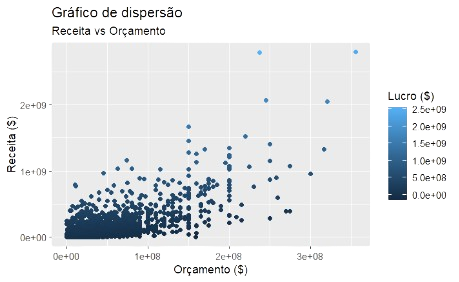 Gráfico de dispersão
Receita vs Orçamento
Receita ($)
2e+09
1e+09
0e+00
0e+00 1e+08 2e+08 3e+08
Orçamento ($)
Lucro ($)
2.5e+09
2.0e+09
1.5e+09
1.0e+09
5.0e+08
0.0e+00